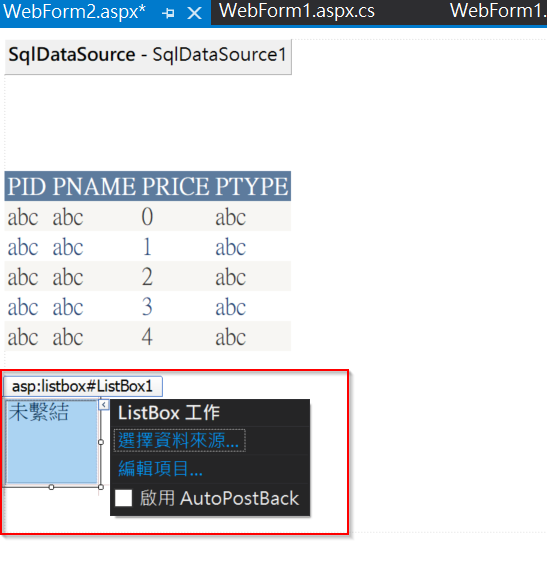 WebForm2.aspx* WebForm1.aspx.cs WebForm1.
SqlDataSource - SqlDataSource1
PID PNAME PRICE PTYPE
abc abc 0 abc
abc abc 1 abc
abc abc 2 abc
abc abc 3 abc
abc abc 4 abc
asp:listbox#ListBox1
未繫結
ListBox 工作
選擇資料來源...
編輯項目...
啟用 AutoPostBack